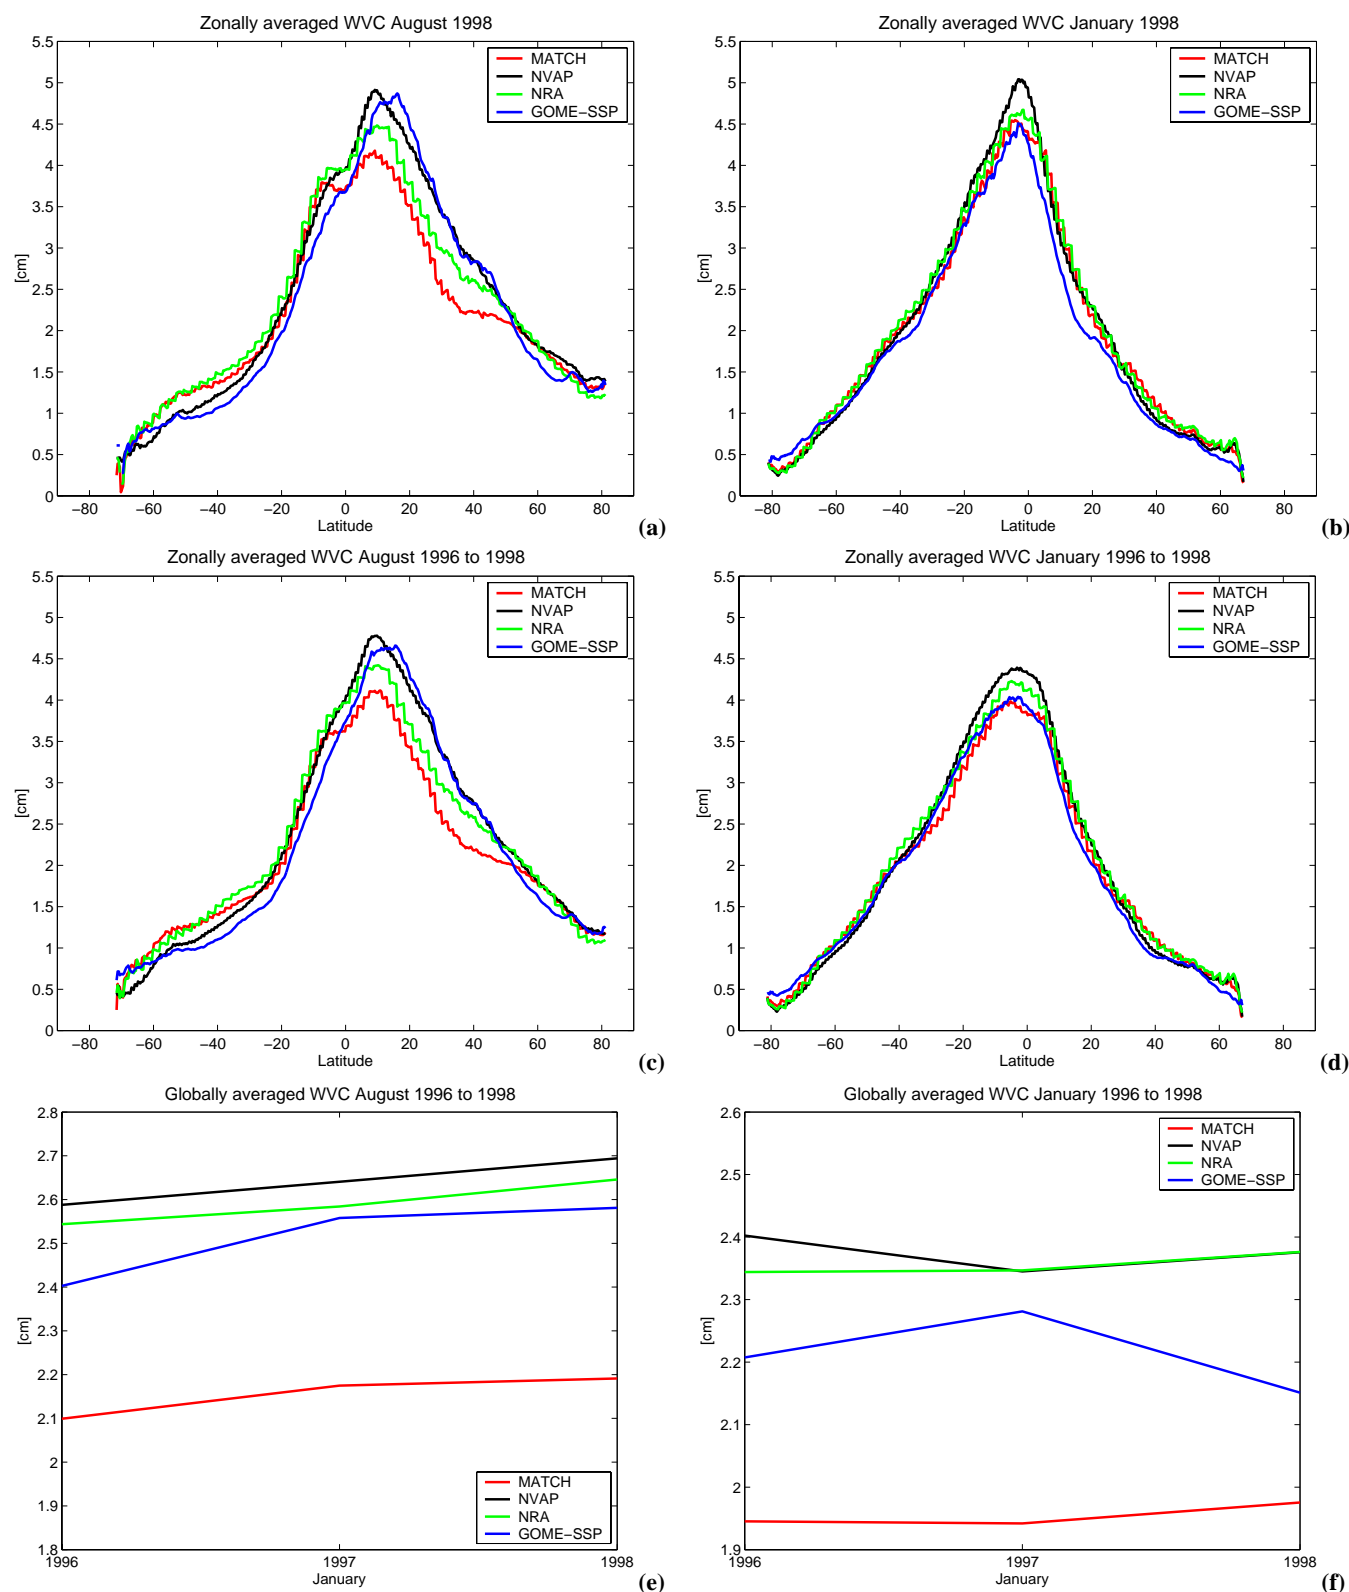 Zonally averaged WVC August 1998
5.5
5
4.5
4
3.5
3
2.5
2
1.5
1
0.5
0
[cm]
MATCH
NVAP
NRA
GOME−SSP
−80 −60 −40 −20 0 20 40 60 80
Latitude
(a)
Zonally averaged WVC January 1998
5.5
5
4.5
4
3.5
3
2.5
2
1.5
1
0.5
0
[cm]
MATCH
NVAP
NRA
GOME−SSP
−80 −60 −40 −20 0 20 40 60 80
Latitude
(b)
Zonally averaged WVC August 1996 to 1998
5.5
5
4.5
4
3.5
3
2.5
2
1.5
1
0.5
0
[cm]
MATCH
NVAP
NRA
GOME−SSP
−80 −60 −40 −20 0 20 40 60 80
Latitude
(c)
Zonally averaged WVC January 1996 to 1998
5.5
5
4.5
4
3.5
3
2.5
2
1.5
1
0.5
0
[cm]
MATCH
NVAP
NRA
GOME−SSP
−80 −60 −40 −20 0 20 40 60 80
Latitude
(d)
Globally averaged WVC August 1996 to 1998
2.8
2.7
2.6
2.5
2.4
2.3
2.2
2.1
2
1.9
1.8
[cm]
MATCH
NVAP
NRA
GOME−SSP
1996 1997 1998
January
(e)
Globally averaged WVC January 1996 to 1998
2.6
2.5
2.4
2.3
2.2
2.1
2
1.9
[cm]
MATCH
NVAP
NRA
GOME−SSP
1996 1997 1998
January
(f)